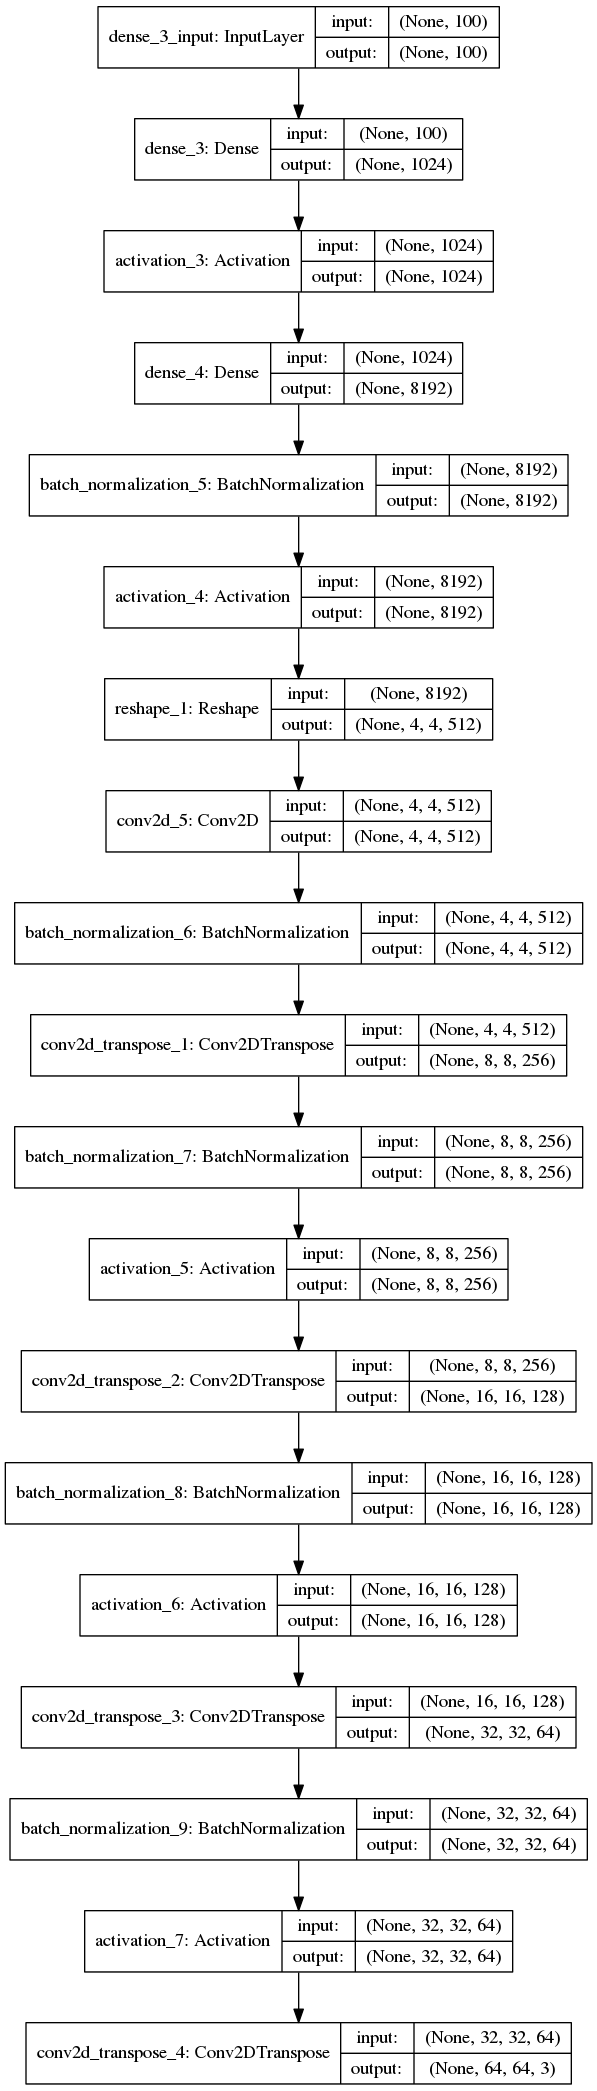 dense_3_input: InputLayer input: (None, 100)
output: (None, 100)
dense_3: Dense input: (None, 100)
output: (None, 1024)
activation_3: Activation input: (None, 1024)
output: (None, 1024)
dense_4: Dense input: (None, 1024)
output: (None, 8192)
batch_normalization_5: BatchNormalization input: (None, 8192)
output: (None, 8192)
activation_4: Activation input: (None, 8192)
output: (None, 8192)
reshape_1: Reshape input: (None, 8192)
output: (None, 4, 4, 512)
conv2d_5: Conv2D input: (None, 4, 4, 512)
output: (None, 4, 4, 512)
batch_normalization_6: BatchNormalization input: (None, 4, 4, 512)
output: (None, 4, 4, 512)
conv2d_transpose_1: Conv2DTranspose input: (None, 4, 4, 512)
output: (None, 8, 8, 256)
batch_normalization_7: BatchNormalization input: (None, 8, 8, 256)
output: (None, 8, 8, 256)
activation_5: Activation input: (None, 8, 8, 256)
output: (None, 8, 8, 256)
conv2d_transpose_2: Conv2DTranspose input: (None, 8, 8, 256)
output: (None, 16, 16, 128)
batch_normalization_8: BatchNormalization input: (None, 16, 16, 128)
output: (None, 16, 16, 128)
activation_6: Activation input: (None, 16, 16, 128)
output: (None, 16, 16, 128)
conv2d_transpose_3: Conv2DTranspose input: (None, 16, 16, 128)
output: (None, 32, 32, 64)
batch_normalization_9: BatchNormalization input: (None, 32, 32, 64)
output: (None, 32, 32, 64)
activation_7: Activation input: (None, 32, 32, 64)
output: (None, 32, 32, 64)
conv2d_transpose_4: Conv2DTranspose input: (None, 32, 32, 64)
output: (None, 64, 64, 3)